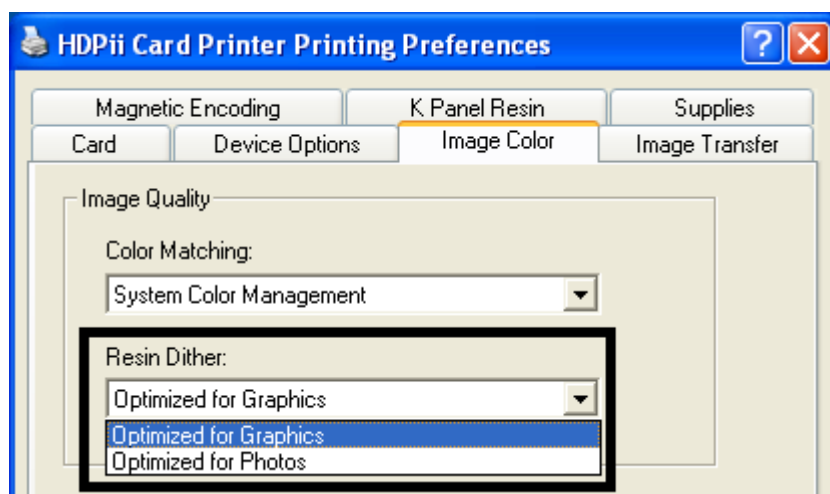 HDPii Card Printer Printing Preferences
Magnetic Encoding K Panel Resin Supplies
Card Device Options Image Color Image Transfer
Image Quality
Color Matching:
System Color Management
Resin Dither:
Optimized for Graphics
Optimized for Graphics
Optimized for Photos